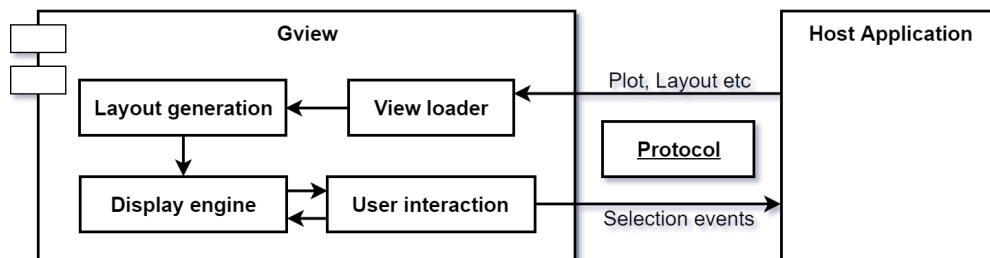 Gview
Host Application
Plot, Layout etc
Layout generation
View loader
Protocol
Display engine
User interaction
Selection events